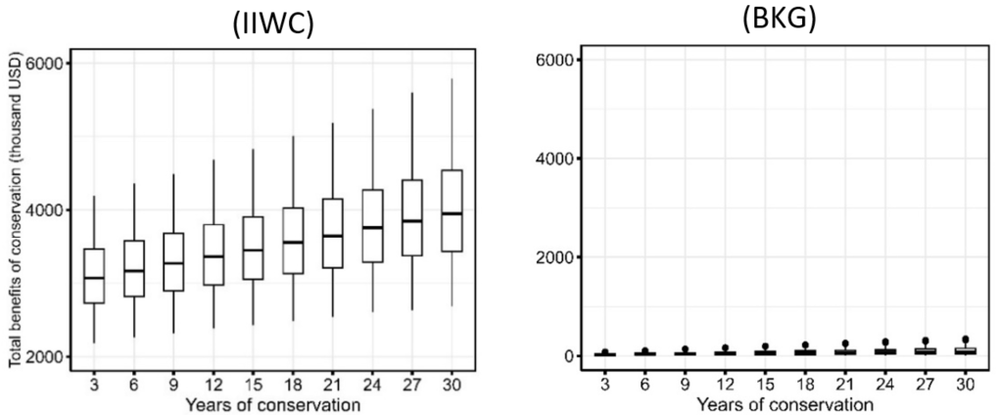 (IIWC)
Total benefits of conservation (thousand USD)
6000
4000
2000
3 6 9 12 15 18 21 24 27 30
Years of conservation
(BKG)
6000
4000
2000
0
3 6 9 12 15 18 21 24 27 30
Years of conservation